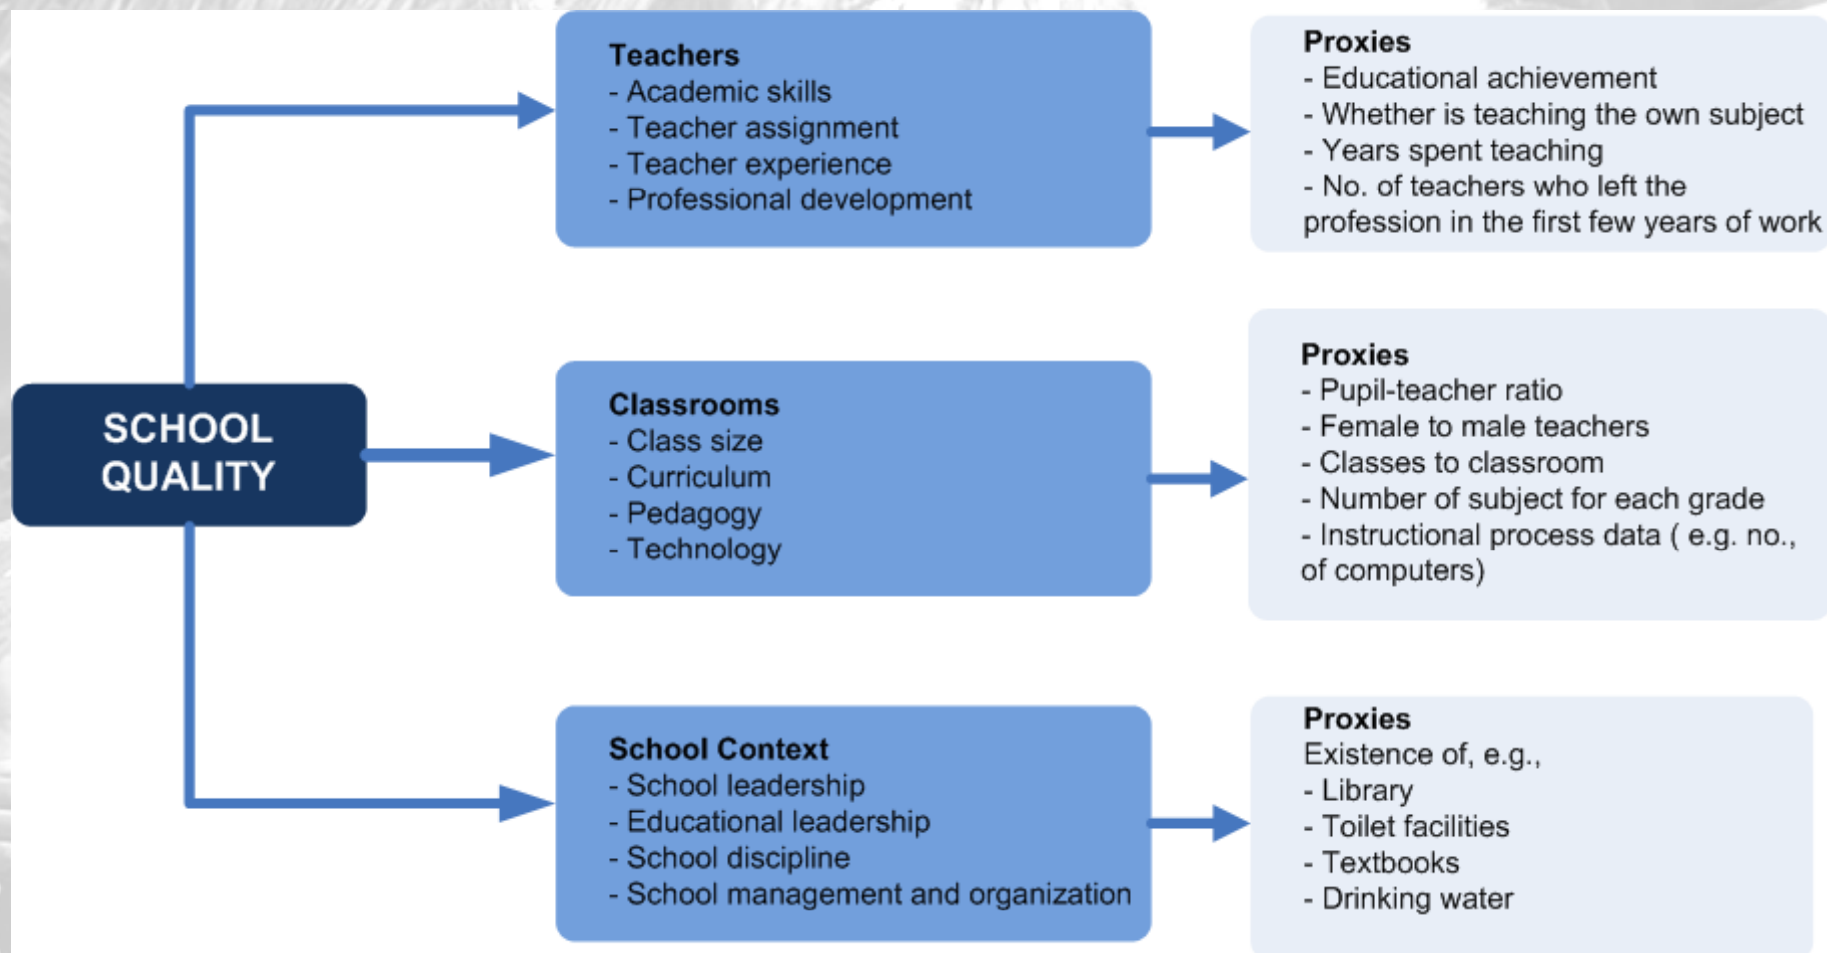 SCHOOL
QUALITY
Teachers
- Academic skills
- Teacher assignment
- Teacher experience
- Professional development
Proxies
- Educational achievement
- Whether is teaching the own subject
- Years spent teaching
- No. of teachers who left the
profession in the first few years of work
Classrooms
- Class size
- Curriculum
- Pedagogy
- Technology
Proxies
- Pupil-teacher ratio
- Female to male teachers
- Classes to classroom
- Number of subject for each grade
- Instructional process data ( e.g. no.,
of computers)
School Context
- School leadership
- Educational leadership
- School discipline
- School management and organization
Proxies
Existence of, e.g.,
- Library
- Toilet facilities
- Textbooks
- Drinking water